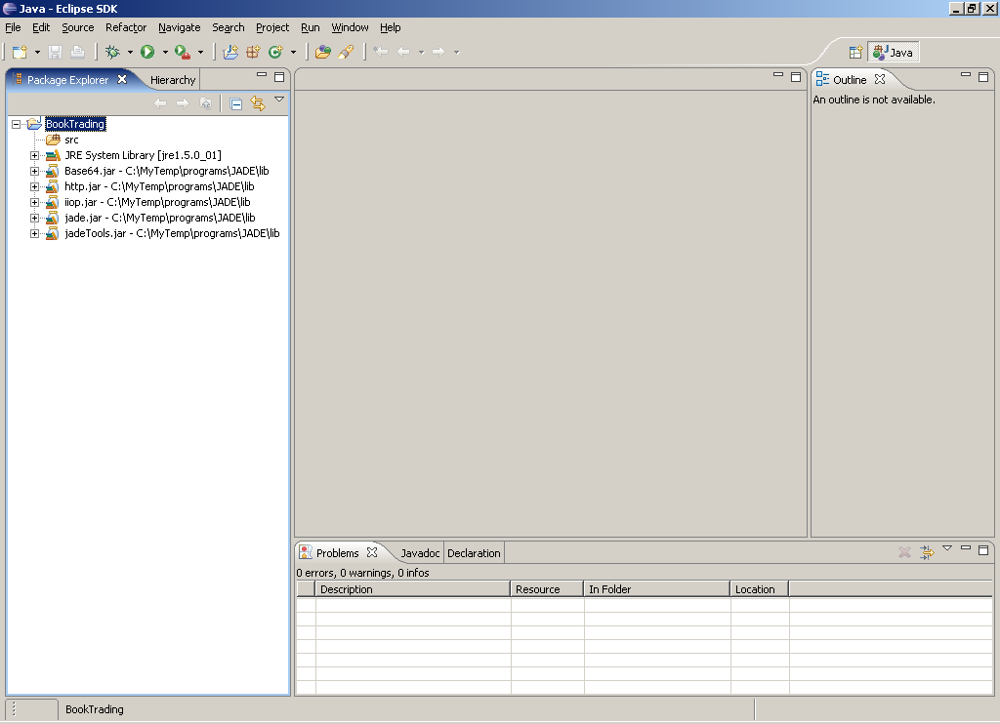 Java - Eclipse SDK
File Edit Source Refactor Navigate Search Project Run Window Help
Java
Package Explorer Hierarchy
Outline
An outline is not available.
BookTrading
src
JRE System Library [jre1.5.0_01]
Base64.jar - C:\MyTemp\programs\JADE\lib
http.jar - C:\MyTemp\programs\JADE\lib
iiop.jar - C:\MyTemp\programs\JADE\lib
jade.jar - C:\MyTemp\programs\JADE\lib
jadeTools.jar - C:\MyTemp\programs\JADE\lib
Problems Javadoc Declaration
0 errors, 0 warnings, 0 infos
Description Resource In Folder Location
BookTrading